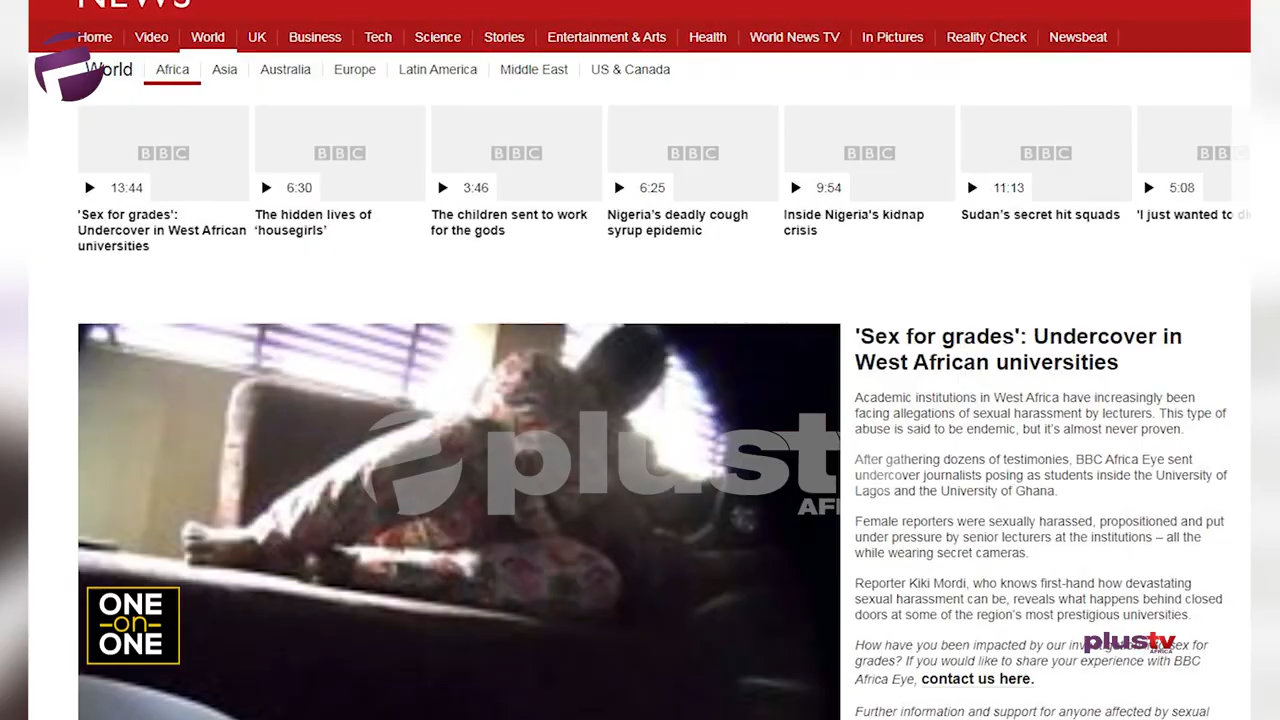 NEWS
Home Video World UK Business Tech Science Stories Entertainment & Arts Health World News TV In Pictures Reality Check Newsbeat
World Africa Asia Australia Europe Latin America Middle East US & Canada
BBC BBC BBC BBC BBC BBC
13:44 6:30 3:46 6:25 9:54 11:13 5:08
'Sex for grades': The hidden lives of The children sent to work Nigeria's deadly cough Inside Nigeria's kidnap Sudan's secret hit squads 'I just wanted to
Undercover in West African ‘housegirls’ for the gods syrup epidemic crisis
universities
'Sex for grades': Undercover in
West African universities
Academic institutions in West Africa have increasingly been
facing allegations of sexual harassment by lecturers. This type of
abuse is said to be endemic, but it's almost never proven.
After gathering dozens of testimonies, BBC Africa Eye sent
undercover journalists posing as students inside the University of
Lagos and the University of Ghana.
Female reporters were sexually harassed, propositioned and put
under pressure by senior lecturers at the institutions – all the
while wearing secret cameras.
Reporter Kiki Mordi, who knows first-hand how devastating
sexual harassment can be, reveals what happens behind closed
doors at some of the region's most prestigious universities.
How have you been impacted by our sex for
grades? If you would like to share your experience with BBC
Africa Eye, contact us here.
Further information and support for anyone affected by sexual
plustv
ONE
-on-
ONE
plustv
AFRICA